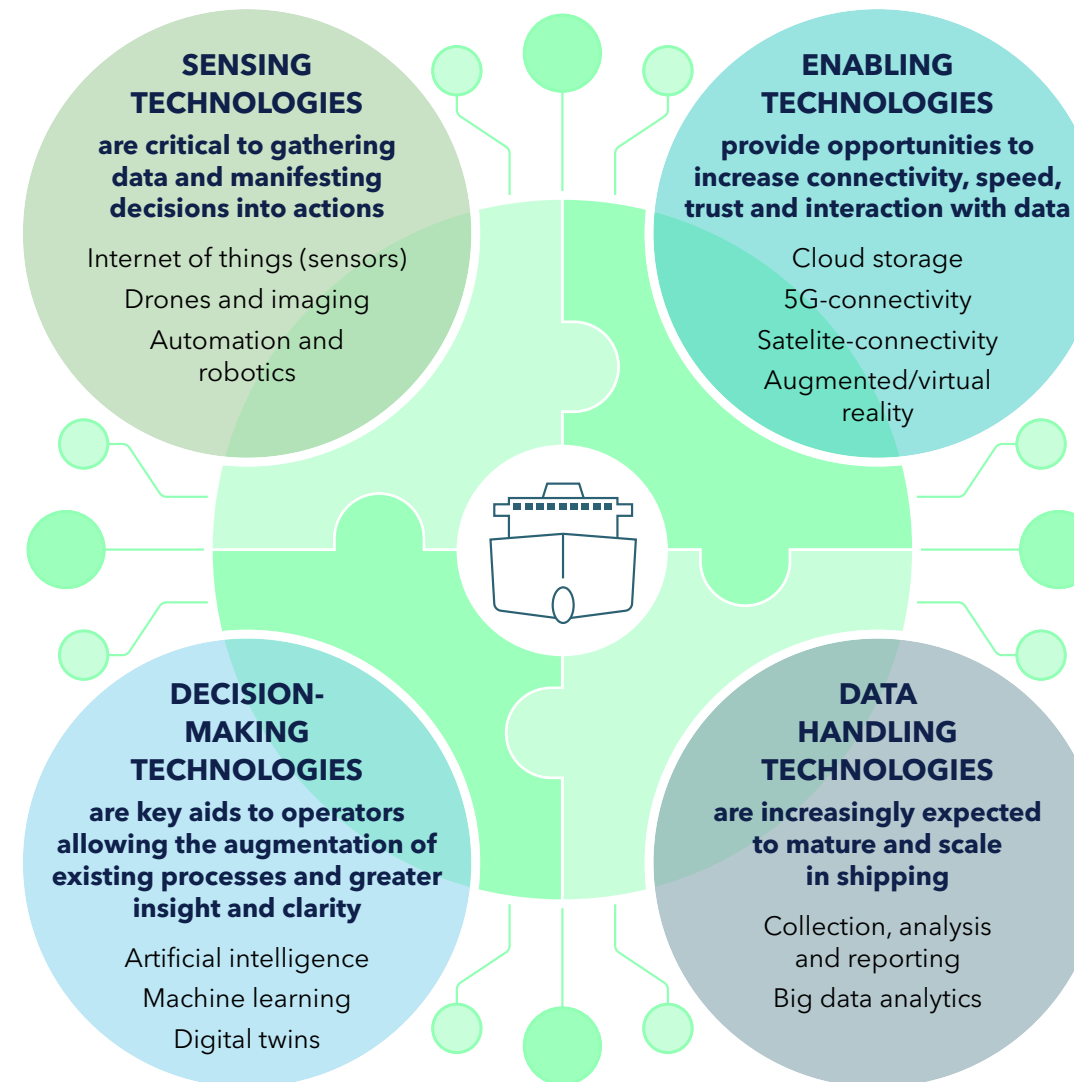 SENSING
TECHNOLOGIES
are critical to gathering
data and manifesting
decisions into actions
Internet of things (sensors)
Drones and imaging
Automation and
robotics
ENABLING
TECHNOLOGIES
provide opportunities to
increase connectivity, speed,
trust and interaction with data
Cloud storage
5G-connectivity
Satelite-connectivity
Augmented/virtual
reality
DECISION-
MAKING
TECHNOLOGIES
are key aids to operators
allowing the augmentation of
existing processes and greater
insight and clarity
Artificial intelligence
Machine learning
Digital twins
DATA
HANDLING
TECHNOLOGIES
are increasingly expected
to mature and scale
in shipping
Collection, analysis
and reporting
Big data analytics